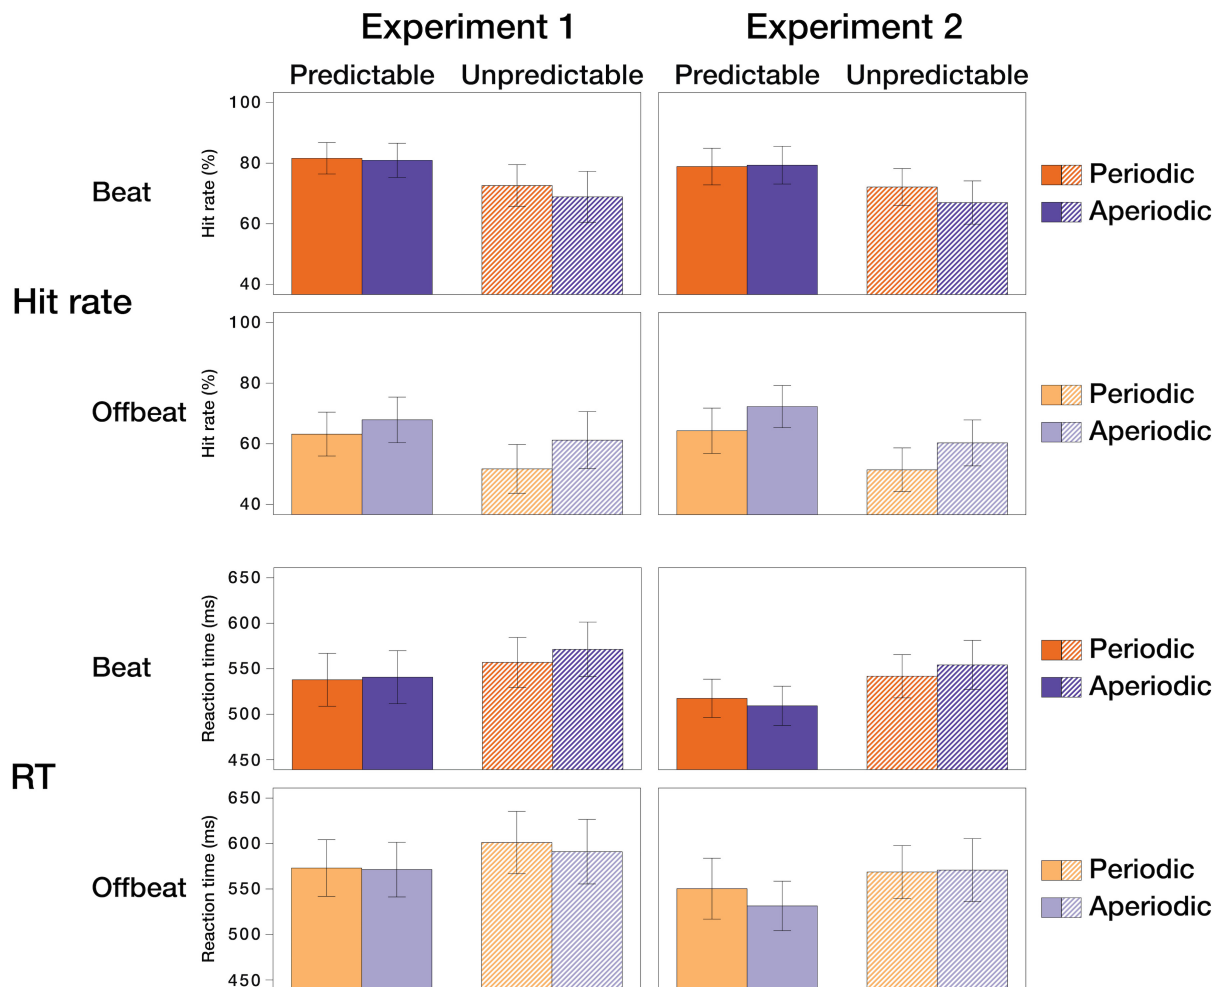 Experiment 1 Experiment 2
Predictable Unpredictable Predictable Unpredictable
Hit rate
Beat
Hit rate (%)
100
80
60
40
Periodic
Aperiodic
Offbeat
Hit rate (%)
100
80
60
40
Periodic
Aperiodic
RT
Beat
Reaction time (ms)
650
600
550
500
450
Periodic
Aperiodic
Offbeat
Reaction time (ms)
650
600
550
500
450
Periodic
Aperiodic